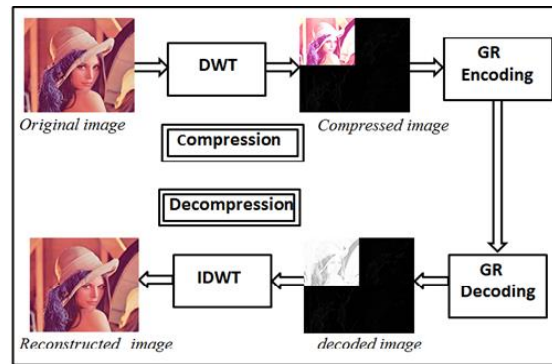 DWT
GR
Encoding
Original image
Compressed image
Compression
Decompression
IDWT
GR
Decoding
Reconstructed image
decoded image